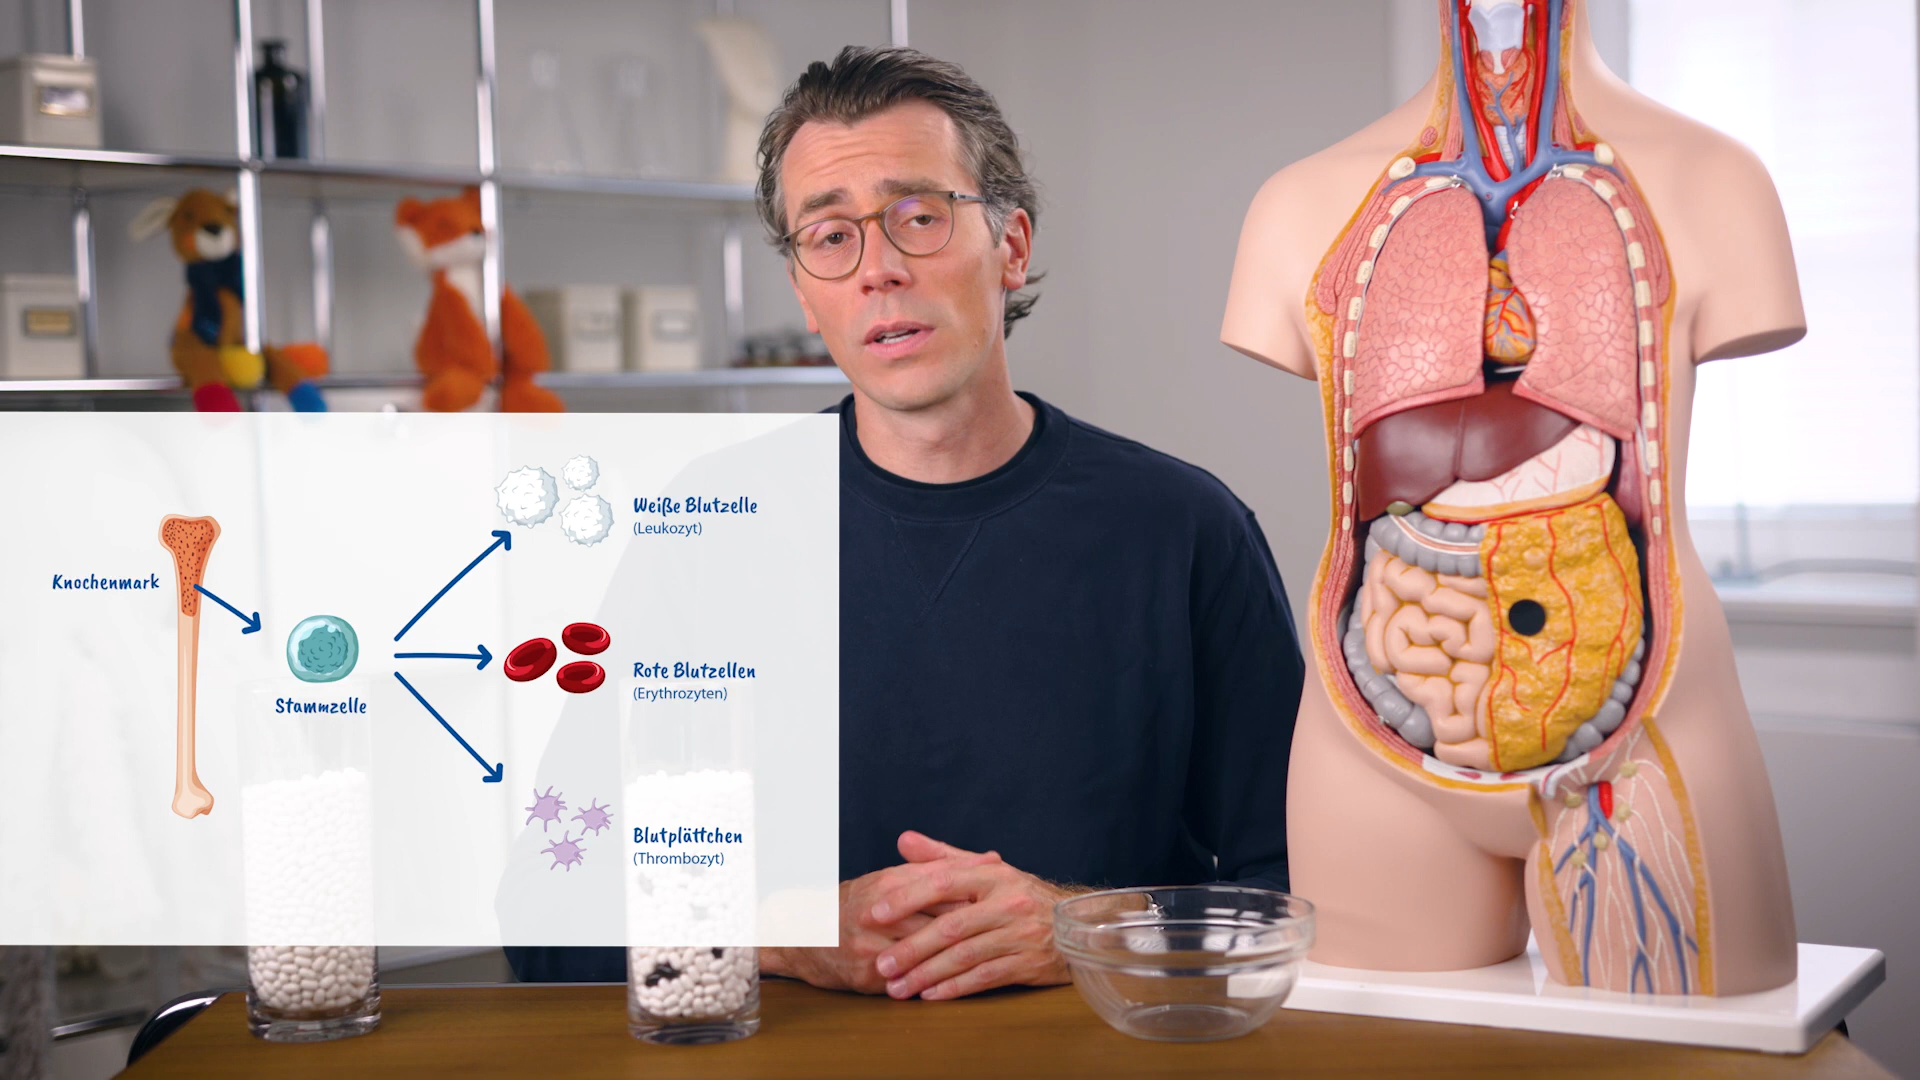 Knochenmark
Stammzelle
Weiße Blutzelle
(Leukozyt)
Rote Blutzellen
(Erythrozyten)
Blutplättchen
(Thrombozyt)